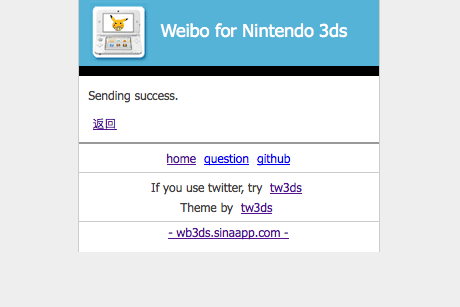 Weibo for Nintendo 3ds
Sending success.
返回
home question github
If you use twitter, try tw3ds
Theme by tw3ds
- wb3ds.sinaapp.com -